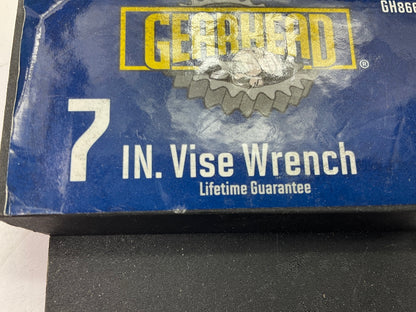 GEARHEAD ®
7 IN. Vise Wrench
Lifetime Guarantee